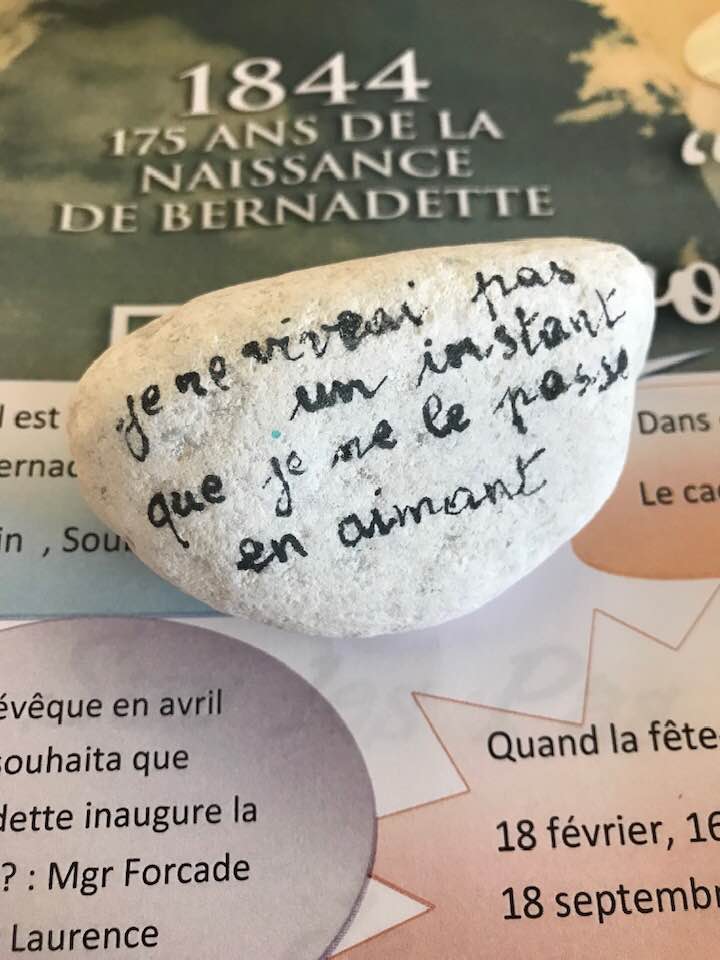 1844
175 ANS DE LA
NAISSANCE
DE BERNADETTE
je ne vivrai pas
un instant
que je ne le passe
en aimant
est
in , Sou
Dans
Le
évêque en avril
souhaita que
dette inaugure la
? : Mgr Forcade
Laurence
Quand la fête
18 février, 16
18 septemb